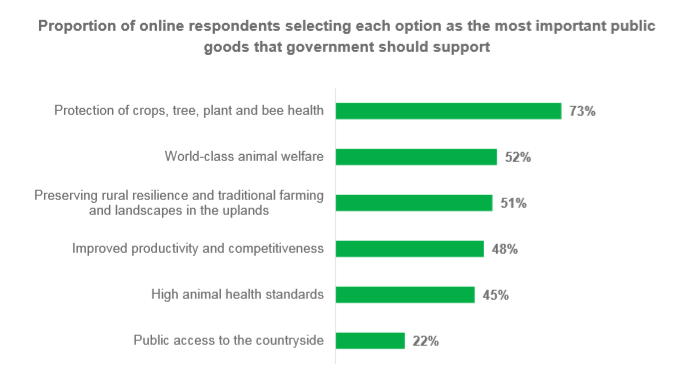 Proportion of online respondents selecting each option as the most important public
goods that government should support
Protection of crops, tree, plant and bee health 73%
World-class animal welfare 52%
Preserving rural resilience and traditional farming
and landscapes in the uplands 51%
Improved productivity and competitiveness 48%
High animal health standards 45%
Public access to the countryside 22%